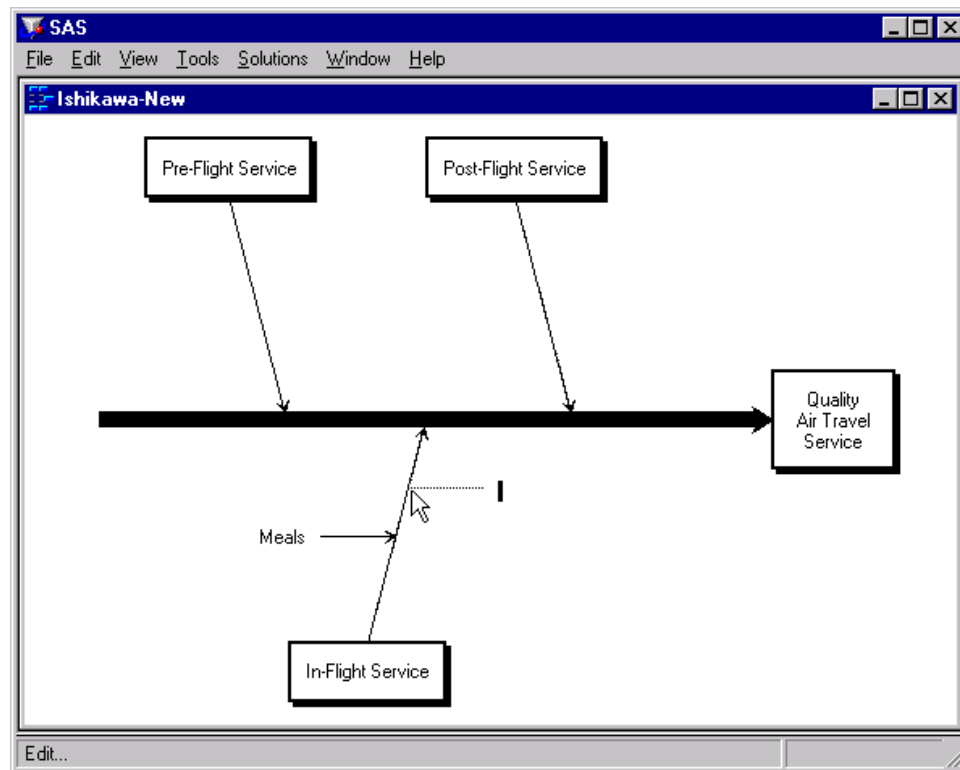 SAS
File Edit View Tools Solutions Window Help
Ishikawa-New
Pre-Flight Service
Post-Flight Service
Quality
Air Travel
Service
Meals
In-Flight Service
Edit...